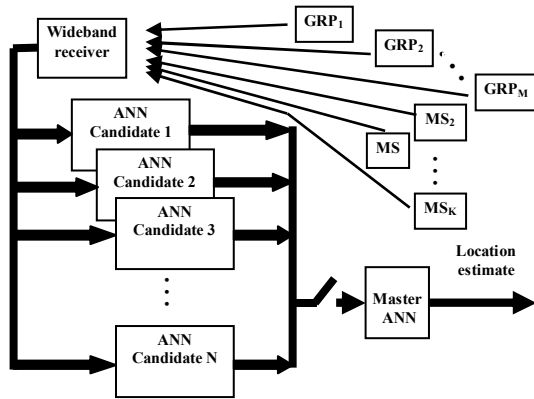 Wideband
receiver
GRP1
GRP2
GRPM
MS2
MS
MSK
ANN
Candidate 1
ANN
Candidate 2
ANN
Candidate 3
ANN
Candidate N
Master
ANN
Location
estimate